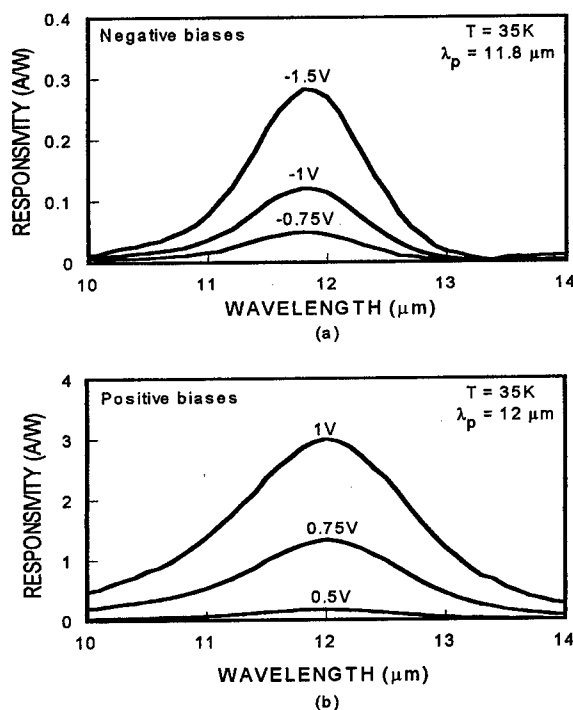 Negative biases
T = 35K
λp = 11.8 μm
-1.5V
-1V
-0.75V
RESPONSIVITY (A/W)
0.4
0.3
0.2
0.1
0
10 11 12 13 14
WAVELENGTH (μm)
(a)
Positive biases
T = 35K
λp = 12 μm
1V
0.75V
0.5V
RESPONSIVITY (A/W)
4
3
2
1
0
10 11 12 13 14
WAVELENGTH (μm)
(b)